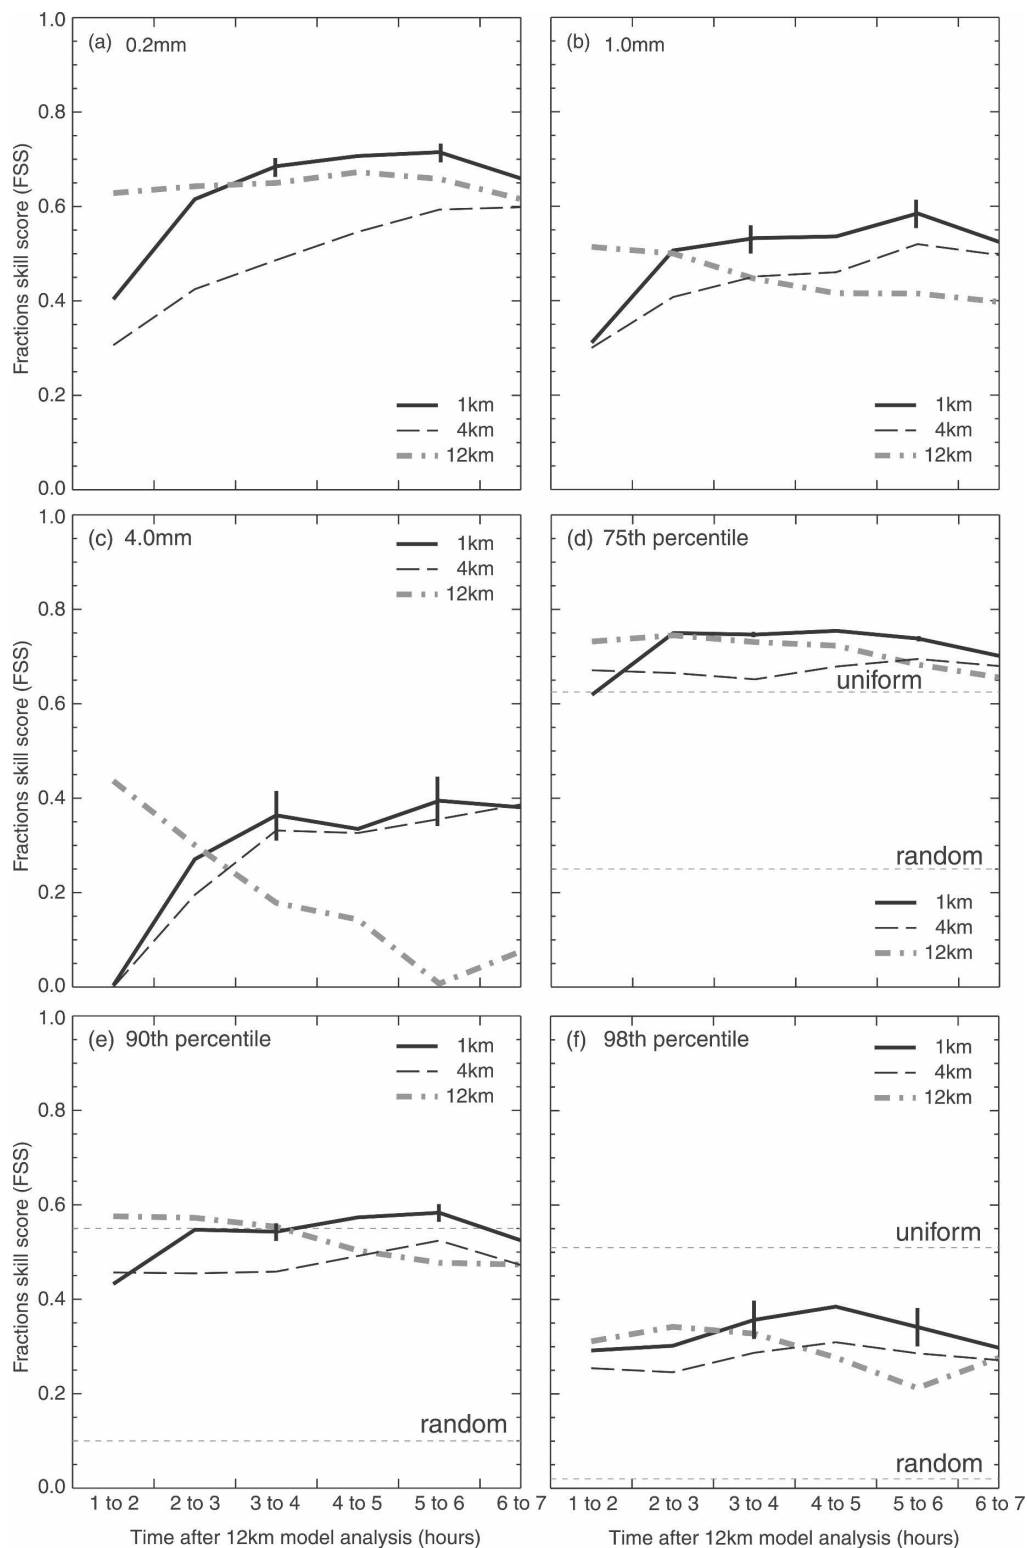 (a) 0.2mm
1.0
0.8
0.6
0.4
0.2
0.0
Fractions skill score (FSS)
1km
4km
12km
(b) 1.0mm
1km
4km
12km
(c) 4.0mm
1.0
0.8
0.6
0.4
0.2
0.0
Fractions skill score (FSS)
1km
4km
12km
(d) 75th percentile
uniform
random
1km
4km
12km
(e) 90th percentile
1.0
0.8
0.6
0.4
0.2
0.0
Fractions skill score (FSS)
1km
4km
12km
random
1 to 2 2 to 3 3 to 4 4 to 5 5 to 6 6 to 7
Time after 12km model analysis (hours)
(f) 98th percentile
1km
4km
12km
uniform
random
1 to 2 2 to 3 3 to 4 4 to 5 5 to 6 6 to 7
Time after 12km model analysis (hours)